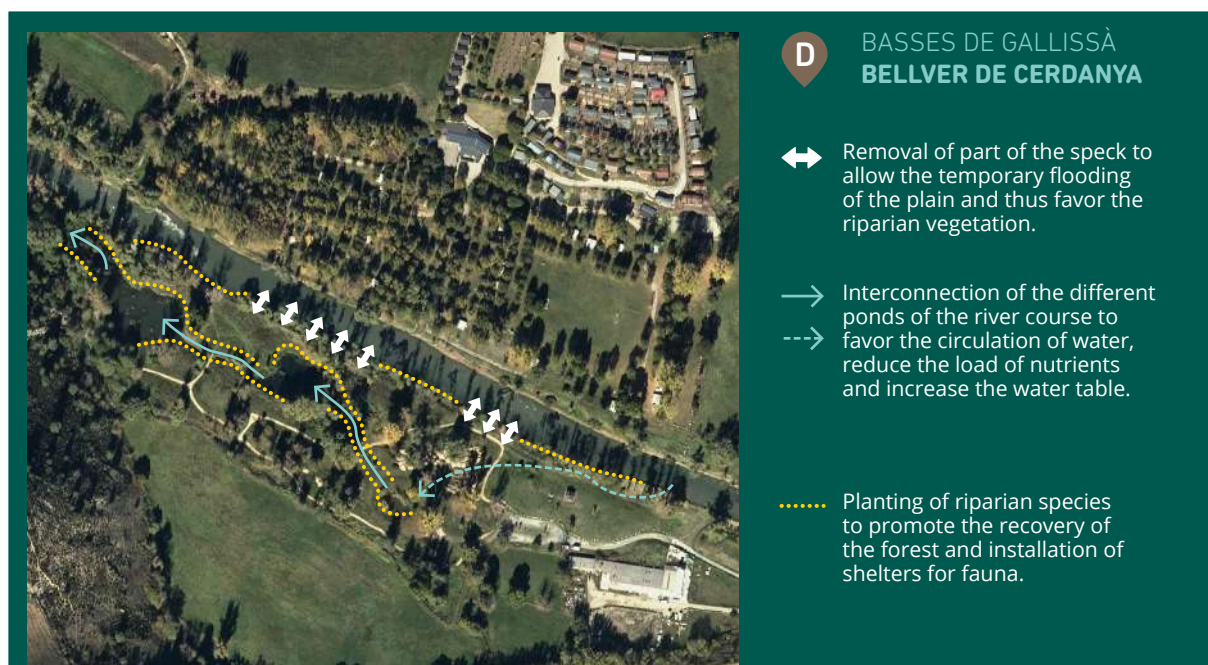 D
BASSES DE GALLISSÀ
BELLVER DE CERDANYA
Removal of part of the speck to
allow the temporary flooding
of the plain and thus favor the
riparian vegetation.
Interconnection of the different
ponds of the river course to
favor the circulation of water,
reduce the load of nutrients
and increase the water table.
Planting of riparian species
to promote the recovery of
the forest and installation of
shelters for fauna.